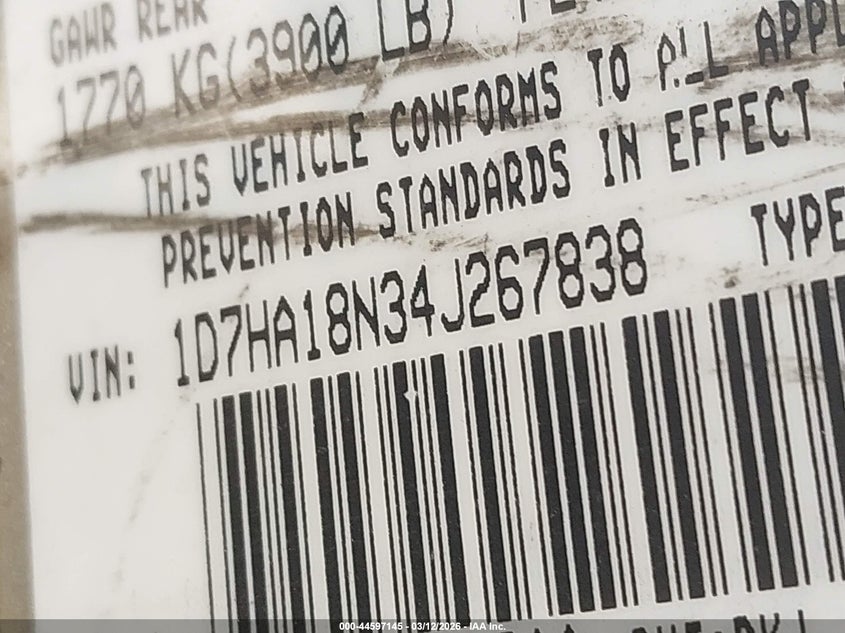 GAWR REAR
1770 KG(3900 LB)
THIS VEHICLE CONFORMS TO ALL
PREVENTION STANDARDS IN EFFECT
VIN: 1D7HA18N34J267838 TYPE
000-44597145 - 03/12/2026 - IAA Inc.